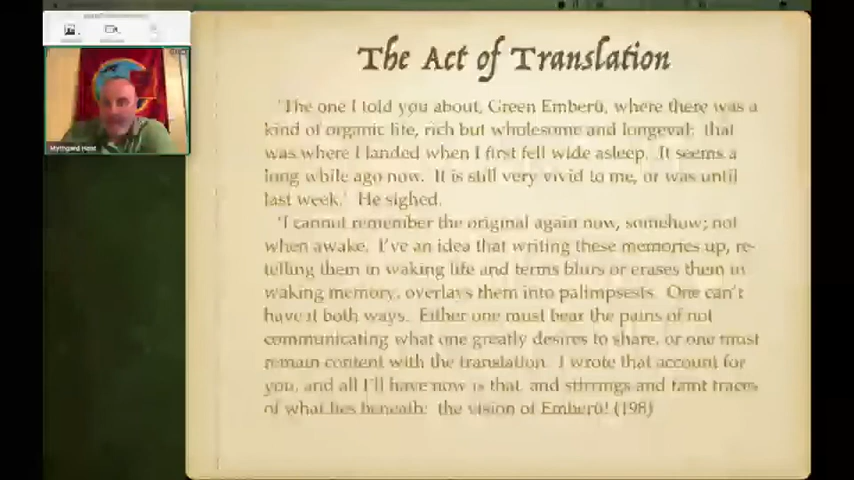 The Act of Translation
'The one I told you about, Green Emberü, where there was a
kind of organic life, rich but wholesome and longeval: that
was where I landed when I first fell wide asleep. It seems a
long while ago now. It is still very vivid to me, or was until
last week.' He sighed.
'I cannot remember the original again now, somehow; not
when awake. I've an idea that writing these memories up, re-
telling them in waking life and terms blurs or erases them in
waking memory, overlays them into palimpsests. One can't
have it both ways. Either one must bear the pains of not
communicating what one greatly desires to share, or one must
remain content with the translation. I wrote that account for
you, and all I'll have now is that, and stirrings and faint traces
of what lies beneath: the vision of Emberü! (198)
Mythgard Host